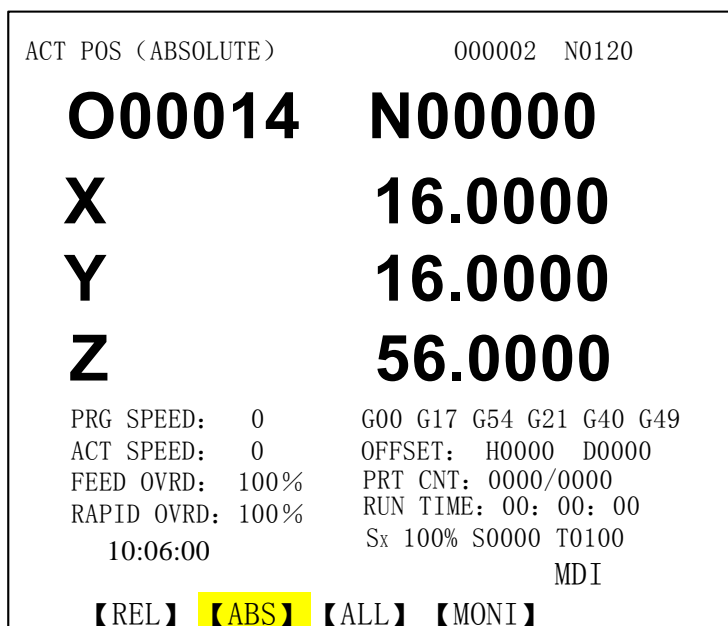 ACT POS（ABSOLUTE） O00002 N0120
O00014 N00000
X 16.0000
Y 16.0000
Z 56.0000
PRG SPEED： 0 G00 G17 G54 G21 G40 G49
ACT SPEED： 0 OFFSET： H0000 D0000
FEED OVRD： 100％ PRT CNT：0000/0000
RAPID OVRD：100％ RUN TIME：00：00：00
10:06:00 Sx 100% S0000 T0100
MDI
【REL】 【ABS】 【ALL】 【MONI】